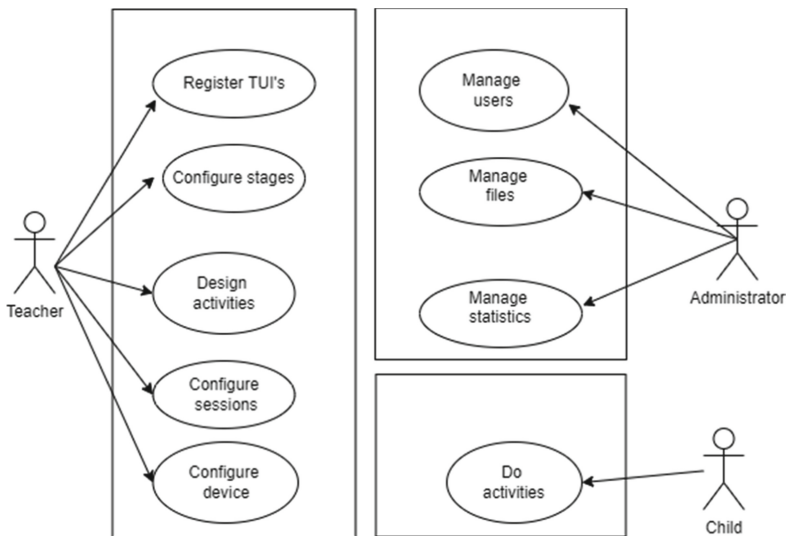 Register TUI's
Configure stages
Teacher
Design
activities
Configure
sessions
Configure
device
Manage
users
Manage
files
Manage
statistics
Administrator
Do
activities
Child